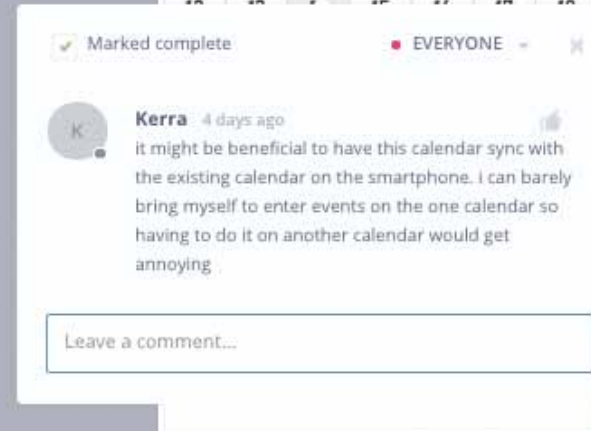 Marked complete
EVERYONE
K
Kerra 4 days ago
it might be beneficial to have this calendar sync with
the existing calendar on the smartphone. i can barely
bring myself to enter events on the one calendar so
having to do it on another calendar would get
annoying
Leave a comment...